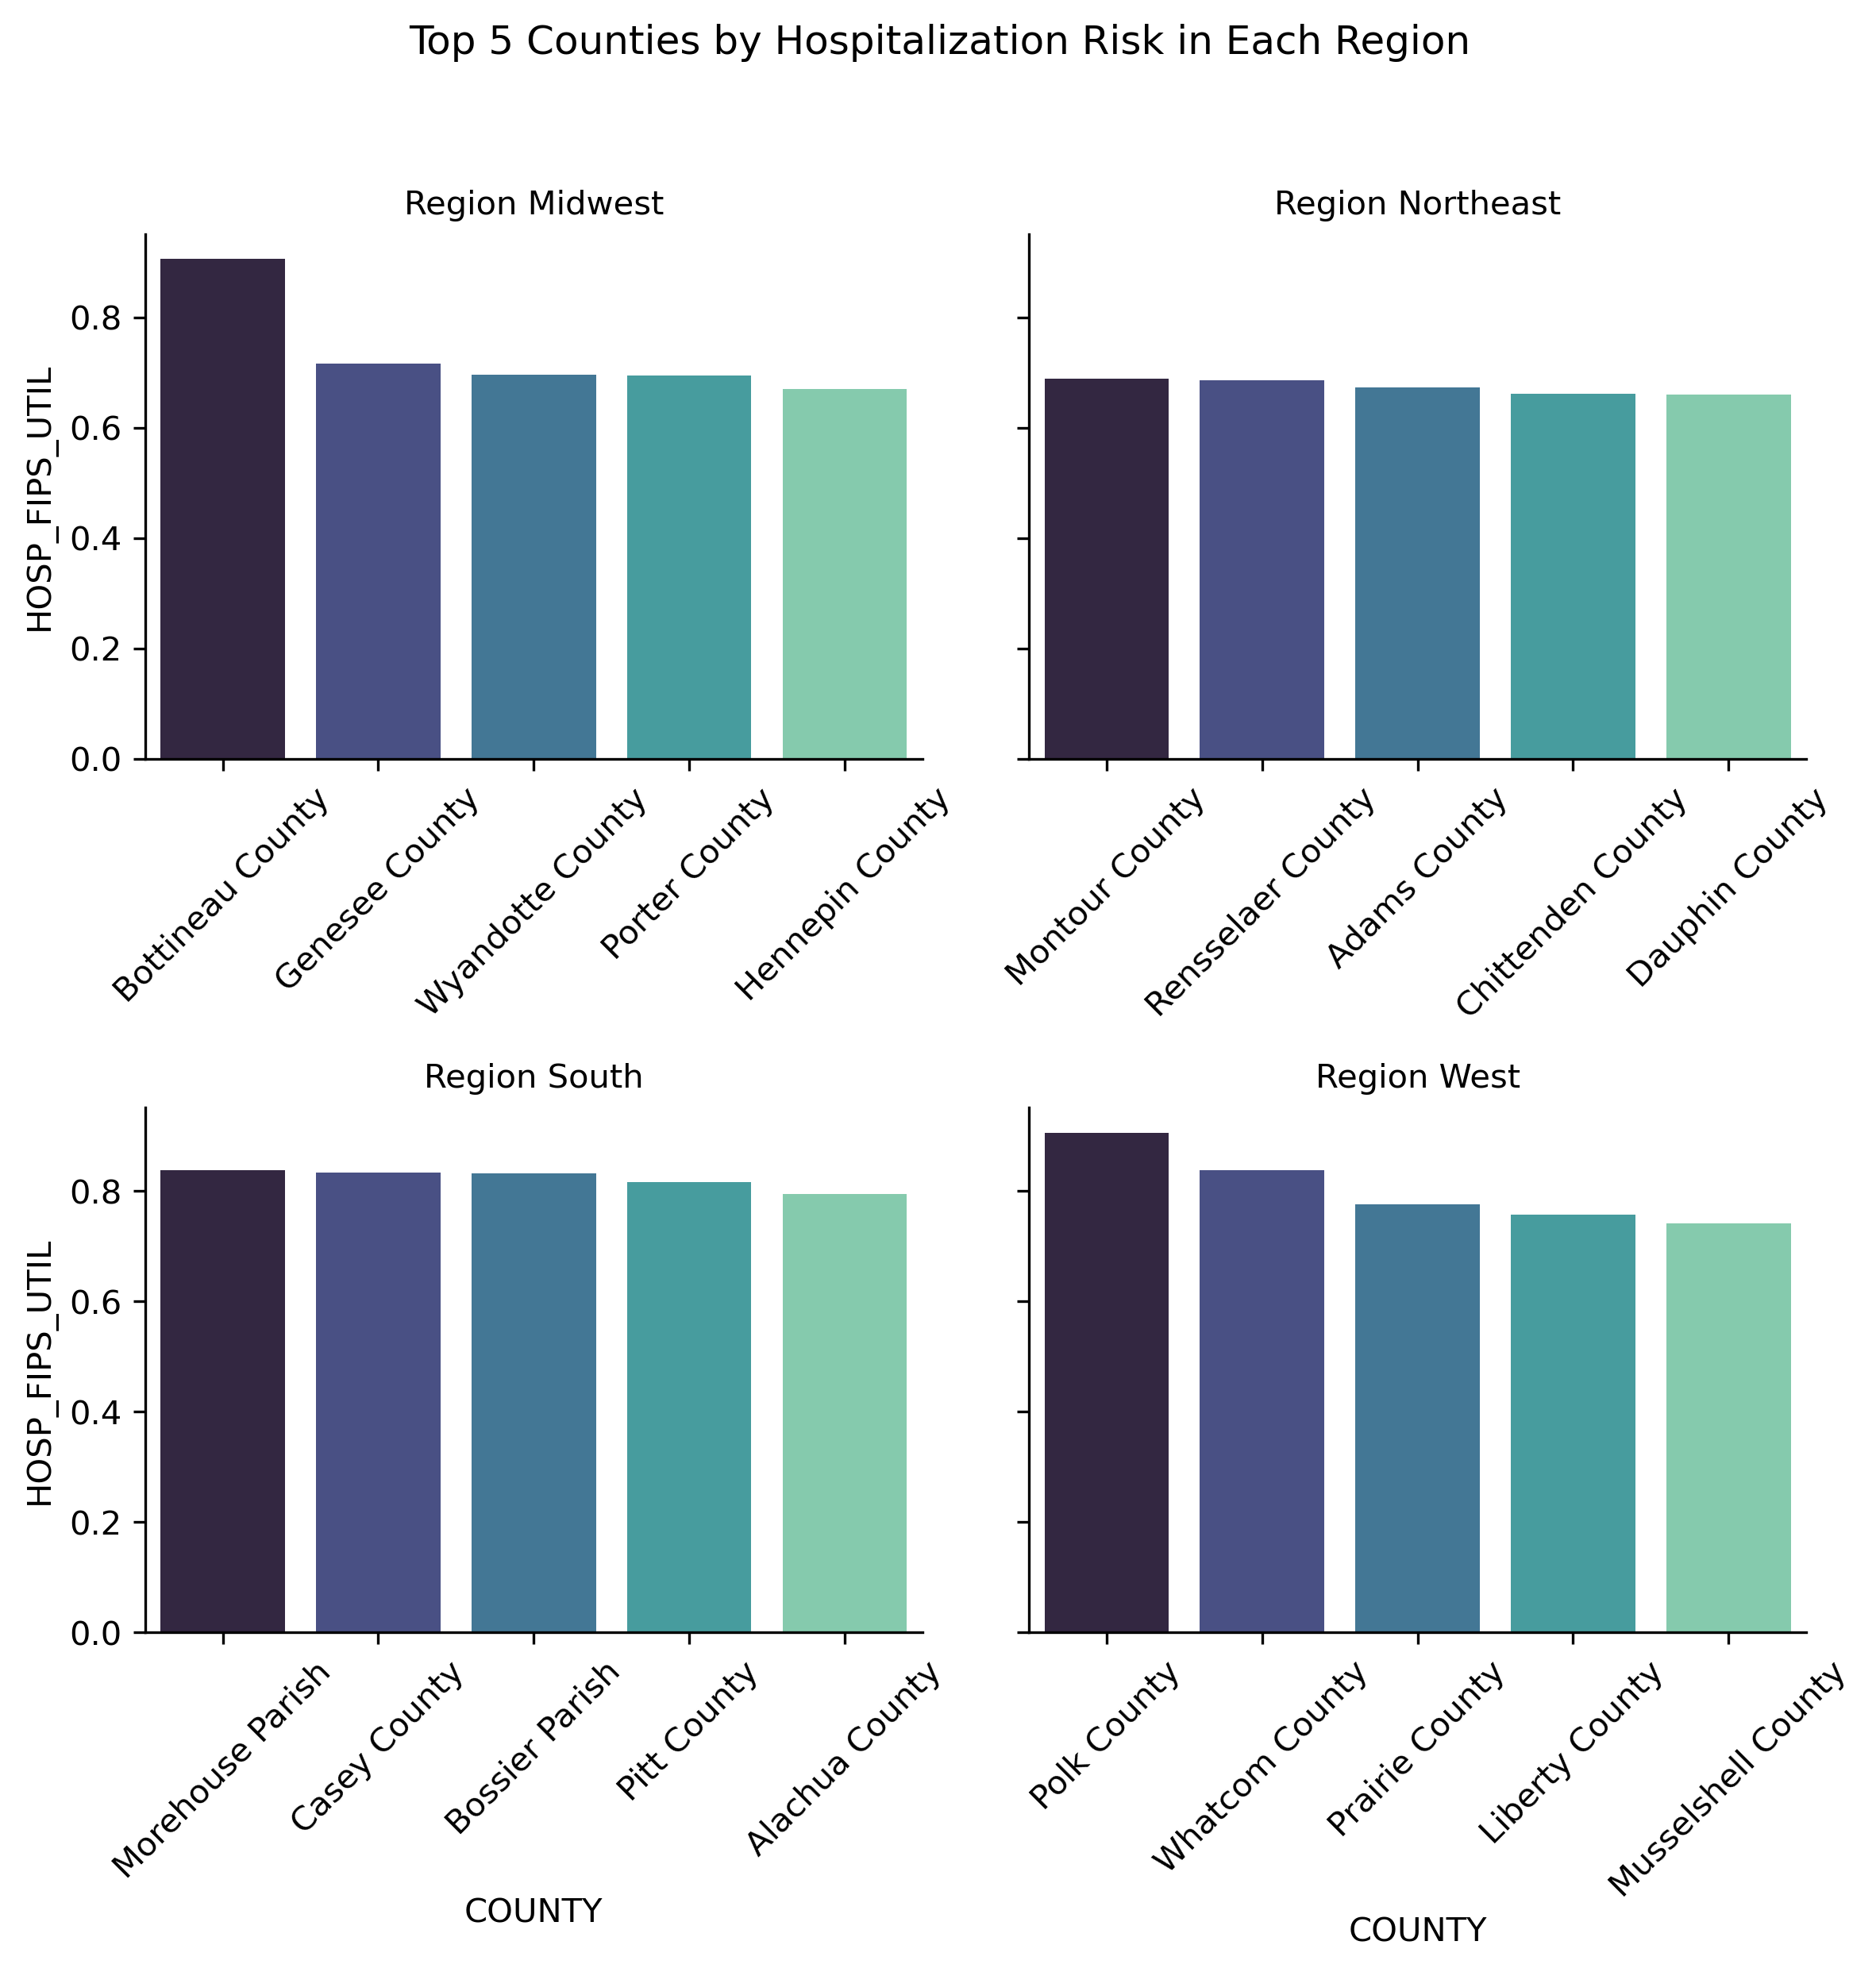 Top 5 Counties by Hospitalization Risk in Each Region
Region Midwest
HOSP_FIPS_UTIL
0.8
0.6
0.4
0.2
0.0
Bottineau County
Genesee County
Wyandotte County
Porter County
Hennepin County
Region Northeast
Montour County
Rensselaer County
Adams County
Chittenden County
Dauphin County
Region South
HOSP_FIPS_UTIL
0.8
0.6
0.4
0.2
0.0
Morehouse Parish
Casey County
Bossier Parish
Pitt County
Alachua County
COUNTY
Region West
Polk County
Whatcom County
Prairie County
Liberty County
Musselshell County
COUNTY